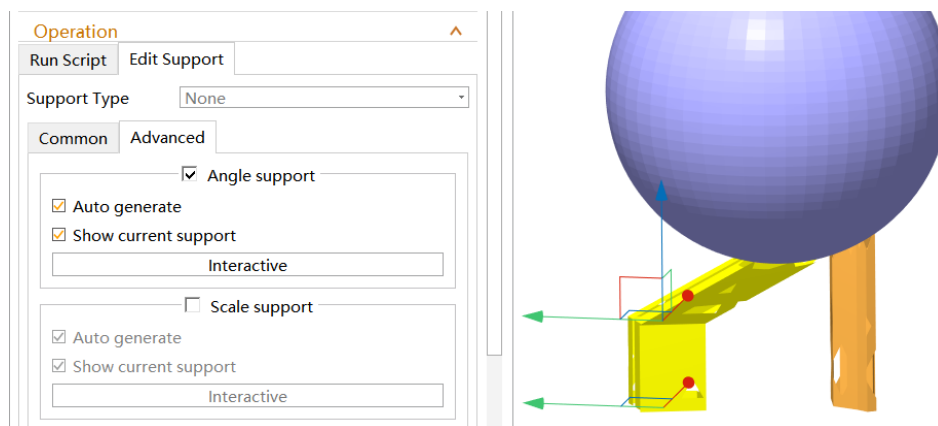 Operation
Run Script Edit Support
Support Type None
Common Advanced
Angle support
Auto generate
Show current support
Interactive
Scale support
Auto generate
Show current support
Interactive